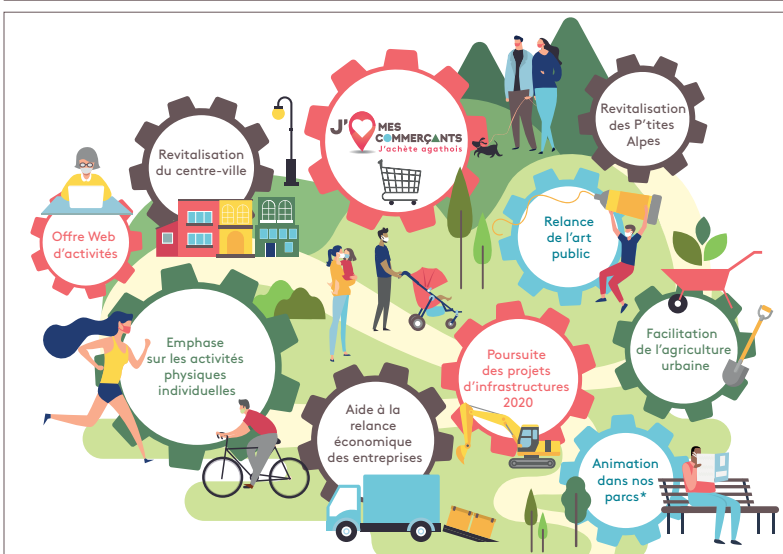 J'
MES
COMMERÇANTS
J'achète agathois
Revitalisation
des P'tites
Alpes
Revitalisation
du centre-ville
Offre Web
d'activités
Relance
de l'art
public
Emphase
sur les activités
physiques
individuelles
Poursuite
des projets
d'infrastructures
2020
Facilitation
de l'agriculture
urbaine
Aide à la
relance
économique
des entreprises
Animation
dans nos
parcs*